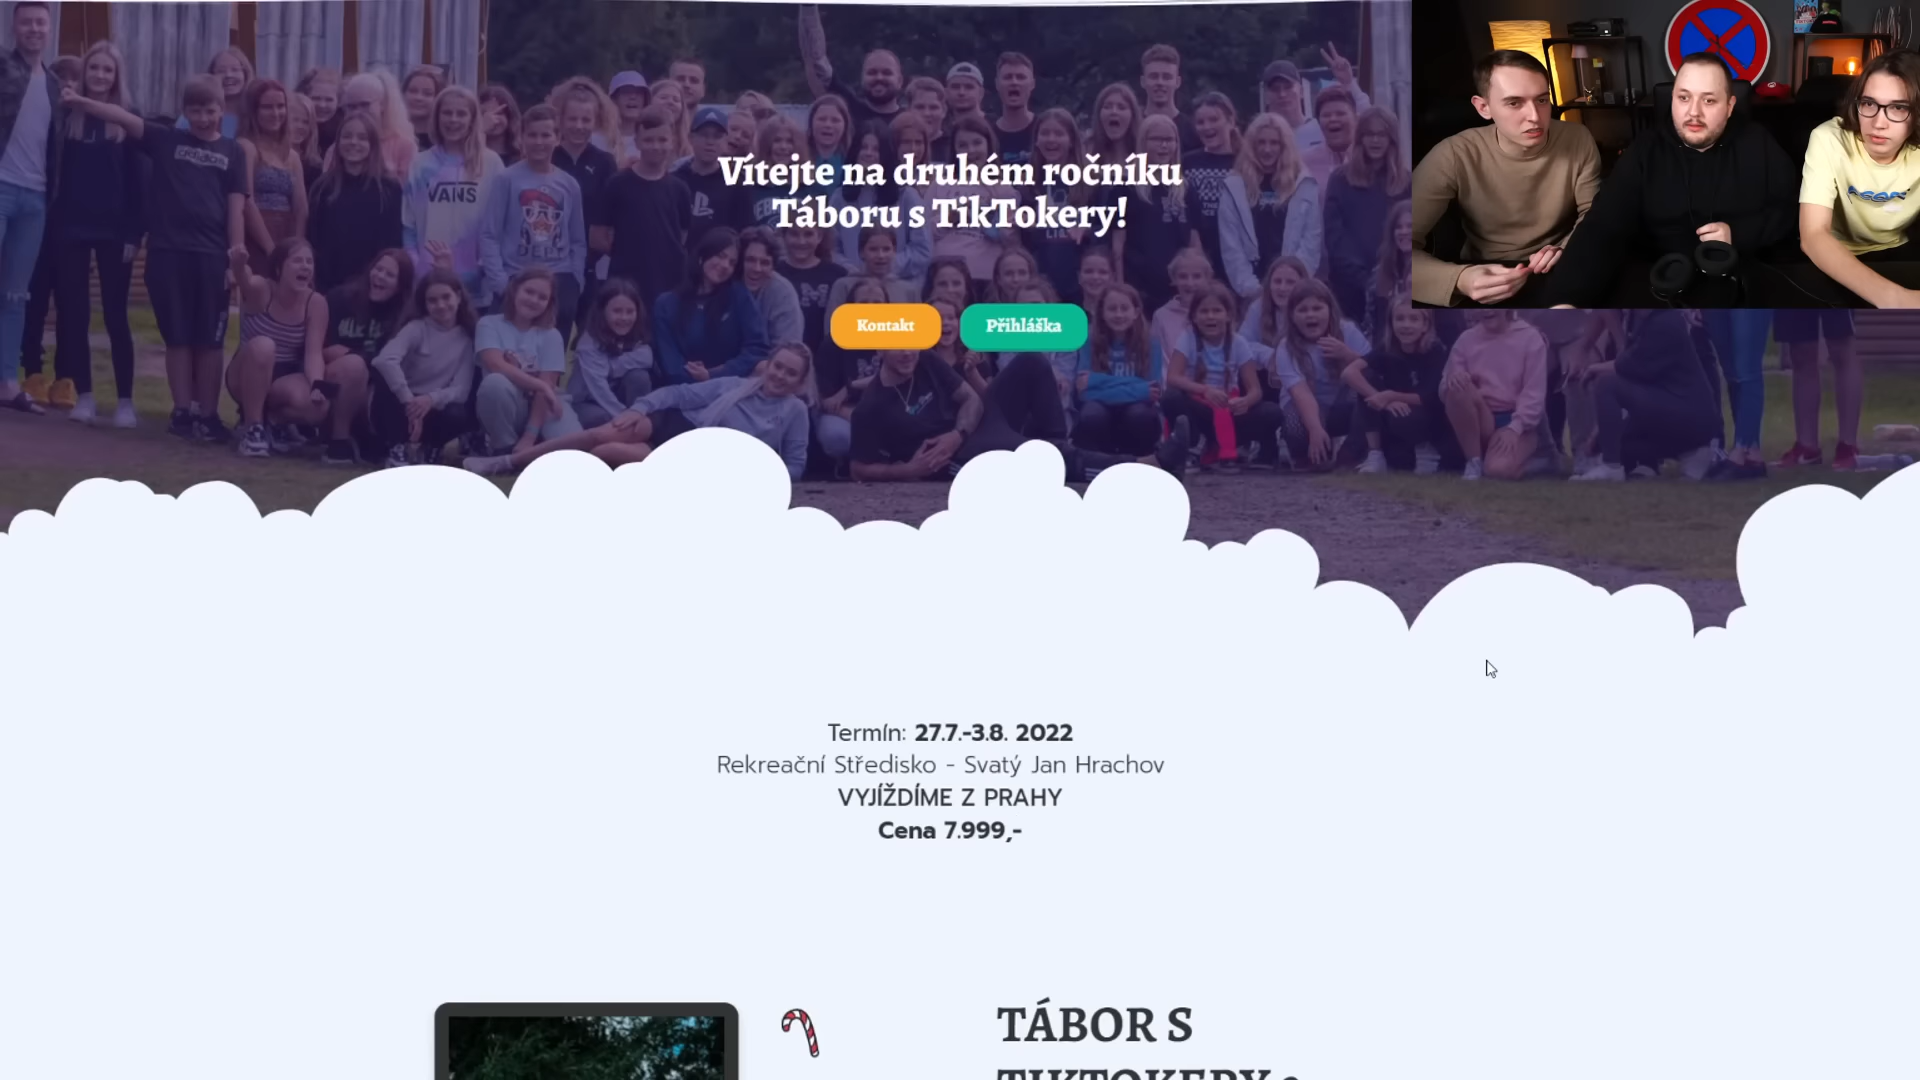 Vítejte na druhém ročníku
Táboru s TikTokery!
Kontakt
Přihláška
VANS
Termín: 27.7.-3.8. 2022
Rekreační Středisko - Svatý Jan Hrachov
VYJÍŽDÍME Z PRAHY
Cena 7.999,-
TÁBOR S